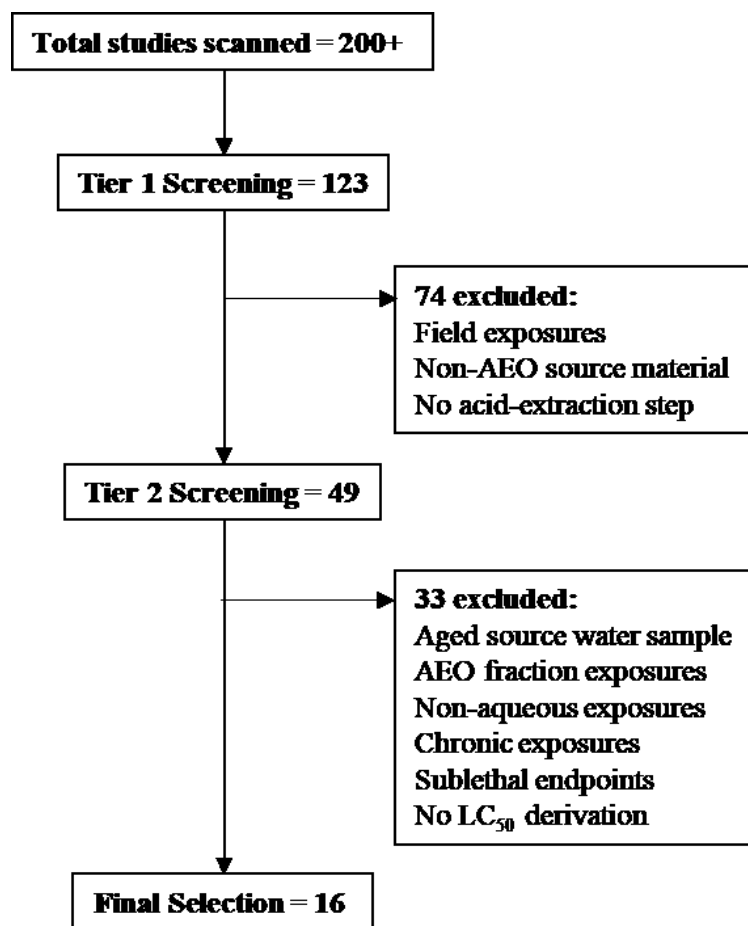 Total studies scanned = 200+
Tier 1 Screening = 123
74 excluded:
Field exposures
Non-AEO source material
No acid-extraction step
Tier 2 Screening = 49
33 excluded:
Aged source water sample
AEO fraction exposures
Non-aqueous exposures
Chronic exposures
Sublethal endpoints
No LC₅₀ derivation
Final Selection = 16